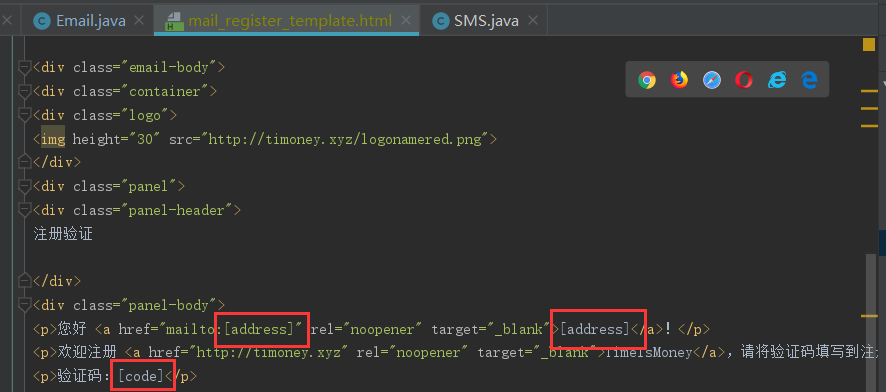 Email.java mail_register_template.html SMS.java
<div class="email-body">
<div class="container">
<div class="logo">
<img height="30" src="http://timoney.xyz/logonamered.png">
</div>
<div class="panel">
<div class="panel-header">
注册验证
</div>
<div class="panel-body">
<p>您好 <a href="mailto:[address]" rel="noopener" target="_blank">[address]</a>! </p>
<p>欢迎注册 <a href="http://timoney.xyz" rel="noopener" target="_blank">TimeIsMoney</a>，请将验证码填写到注
<p>验证码：[code]</p>